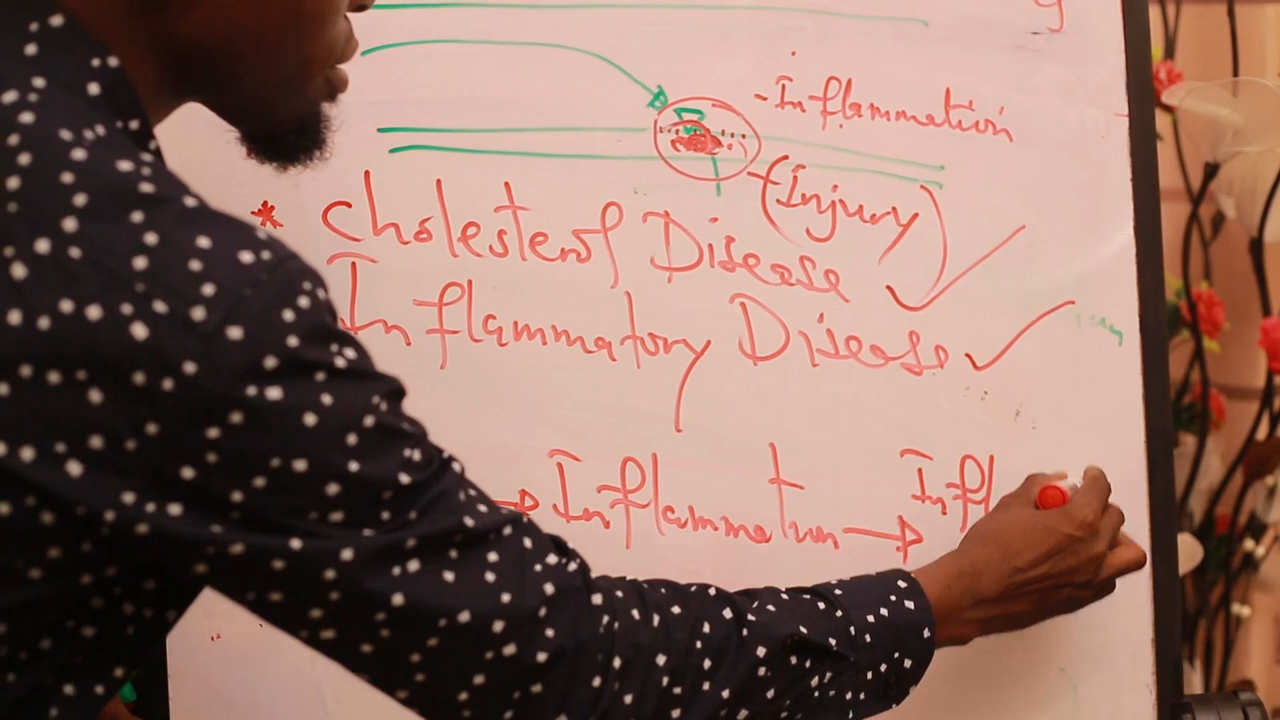 - Inflammation
(Injury)
* Cholesterol Disease
Inflammatory Disease
Inflammation → Infl